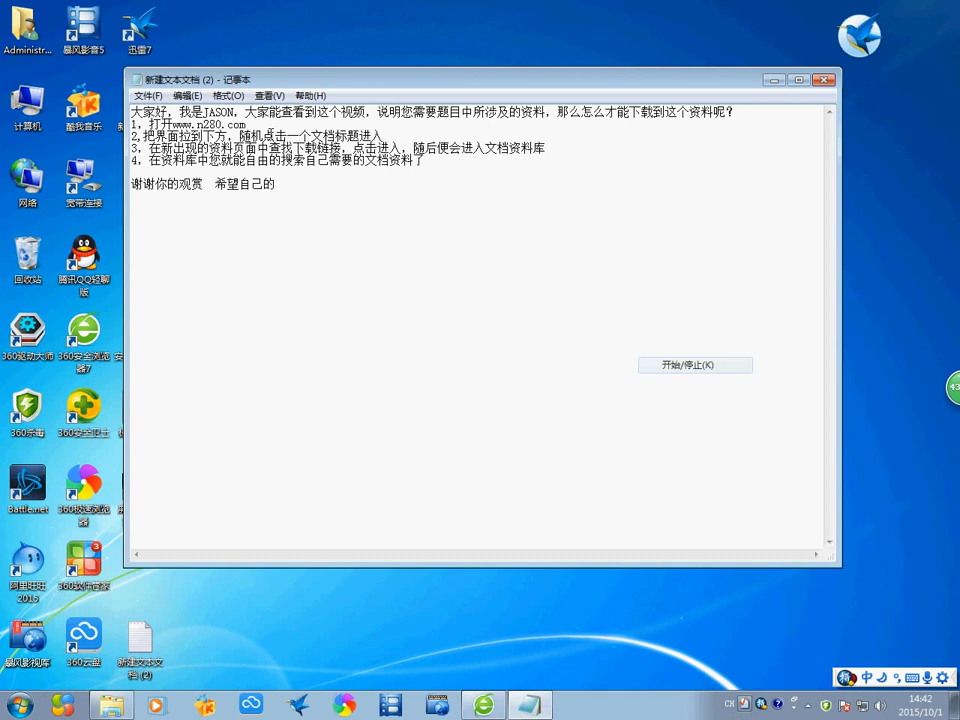 新建文本文档 (2) - 记事本
文件(F) 编辑(E) 格式(O) 查看(V) 帮助(H)
大家好，我是JASON，大家能查看到这个视频，说明您需要题目中所涉及的资料，那么怎么才能下载到这个资料呢？
1，打开www.n280.com
2,把界面拉到下方，随机点击一个文档标题进入
3，在新出现的资料页面中查找下载链接，点击进入，随后便会进入文档资料库
4，在资料库中您就能自由的搜索自己需要的文档资料了
谢谢你的观赏　希望自己的
开始/停止(K)
Administr...
暴风影音5
迅雷7
计算机
酷我音乐
网络
宽带连接
回收站
腾讯QQ轻聊版
360驱动大师
360安全浏览器7
360杀毒
360安全卫士
Battle.net
360极速浏览器
阿里旺旺2015
360软件管家
3
暴风影视库
360云盘
新建文本文档 (2)
43
中
CH
14:42
2015/10/1